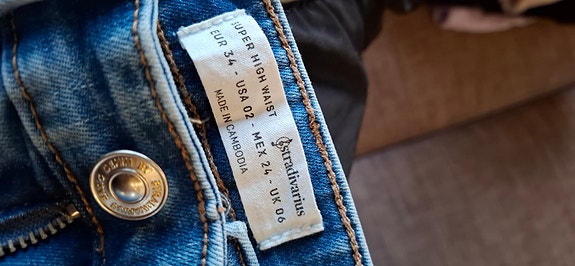 SUPER HIGH WAIST
EUR 34 - USA 02 - MEX 24 - UK 06
MADE IN CAMBODIA
stradivarius